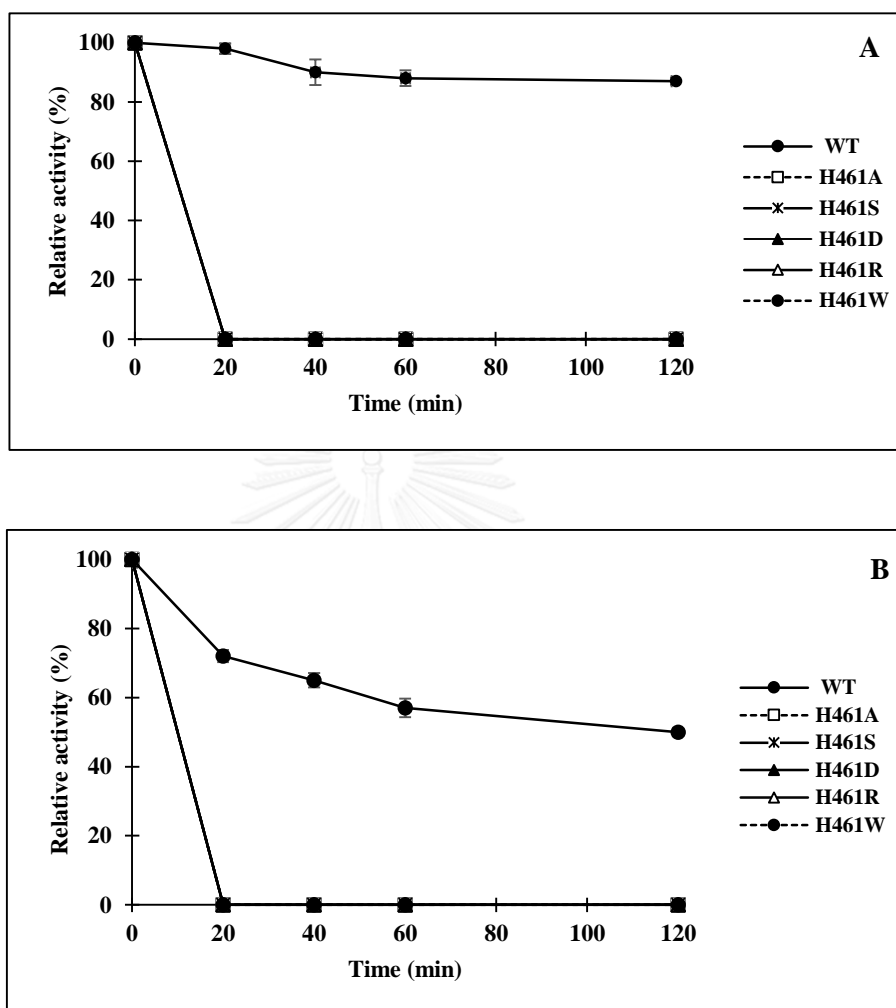 A
100
80
60
40
20
0
Relative activity (%)
0 20 40 60 80 100 120
Time (min)
WT
H461A
H461S
H461D
H461R
H461W
B
100
80
60
40
20
0
Relative activity (%)
0 20 40 60 80 100 120
Time (min)
WT
H461A
H461S
H461D
H461R
H461W